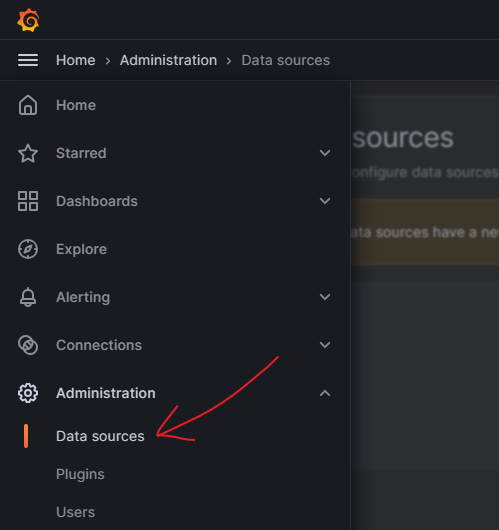 Home › Administration › Data sources
Home
sources
Starred
onfigure data sources
Dashboards
ata sources have a ne
Explore
Alerting
Connections
Administration
Data sources
Plugins
Users